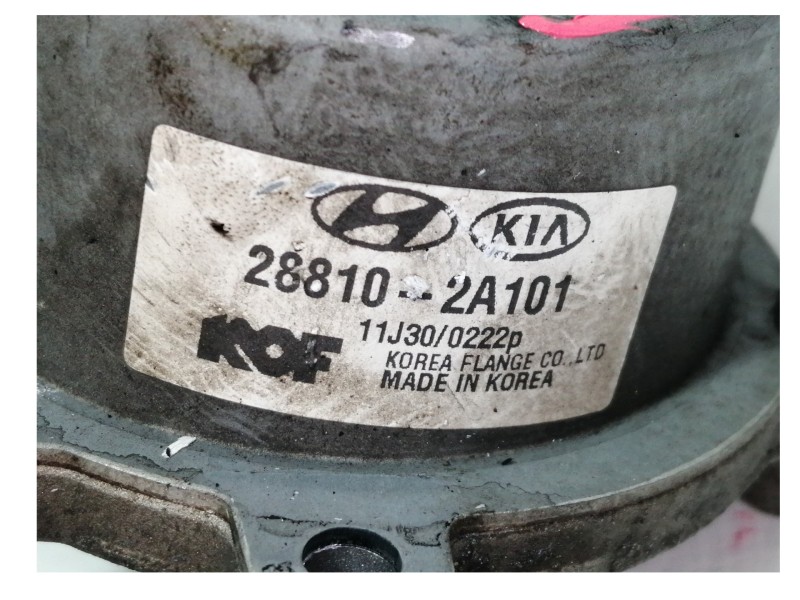 KIA
28810-2A101
11J30/0222p
KOF
KOREA FLANGE CO.,LTD
MADE IN KOREA